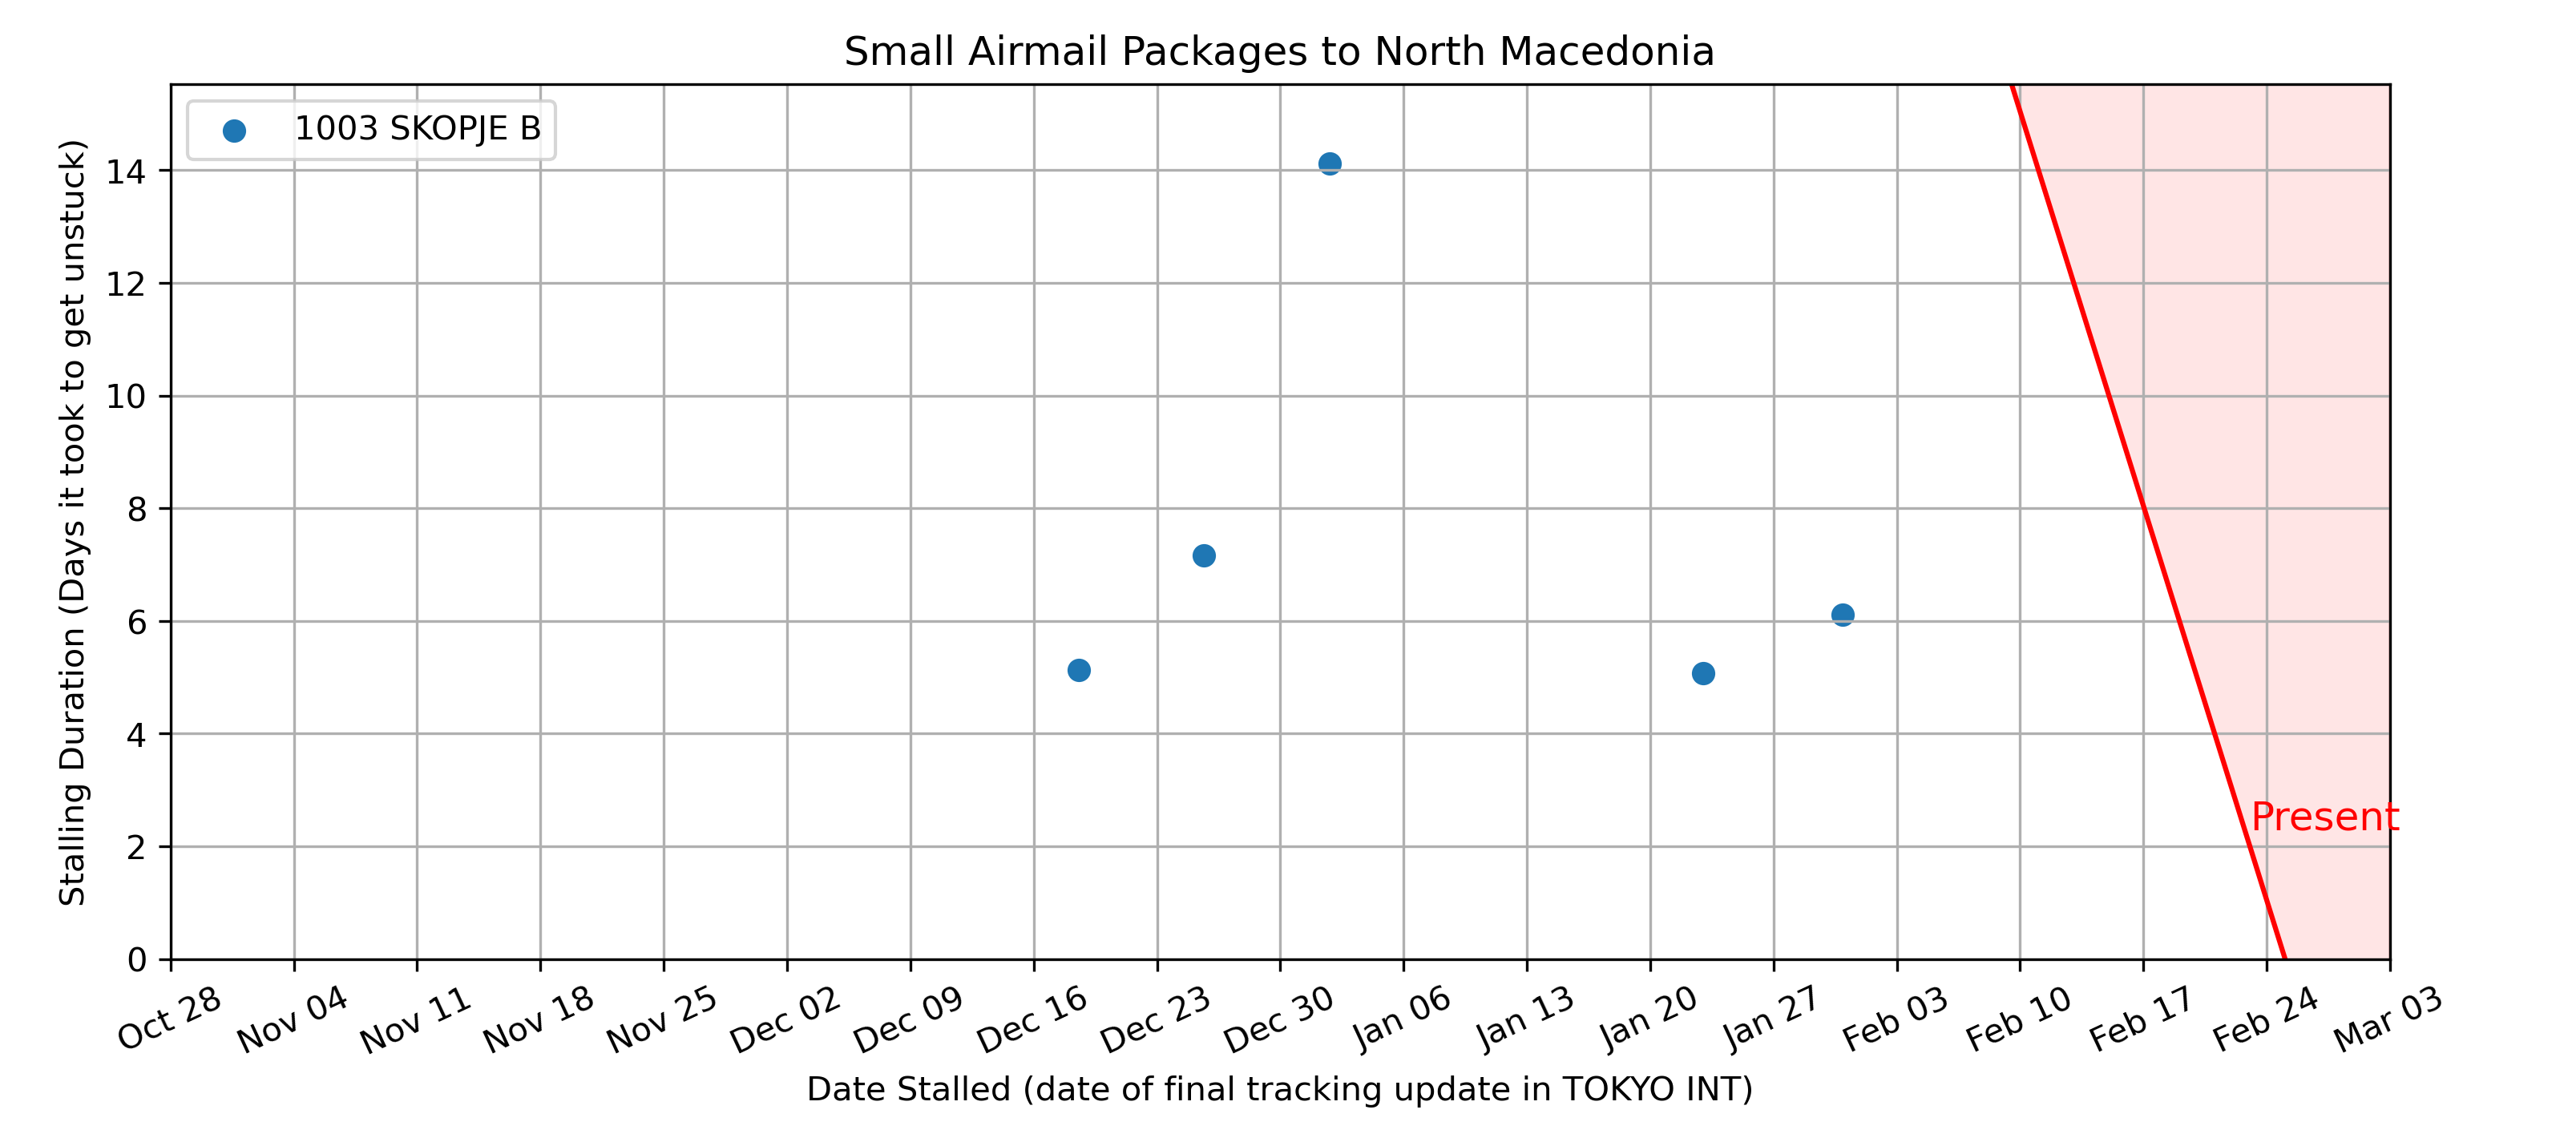 Small Airmail Packages to North Macedonia
1003 SKOPJE B
Stalling Duration (Days it took to get unstuck)
14
12
10
8
6
4
2
0
Present
Oct 28
Nov 04
Nov 11
Nov 18
Nov 25
Dec 02
Dec 09
Dec 16
Dec 23
Dec 30
Jan 06
Jan 13
Jan 20
Jan 27
Feb 03
Feb 10
Feb 17
Feb 24
Mar 03
Date Stalled (date of final tracking update in TOKYO INT)